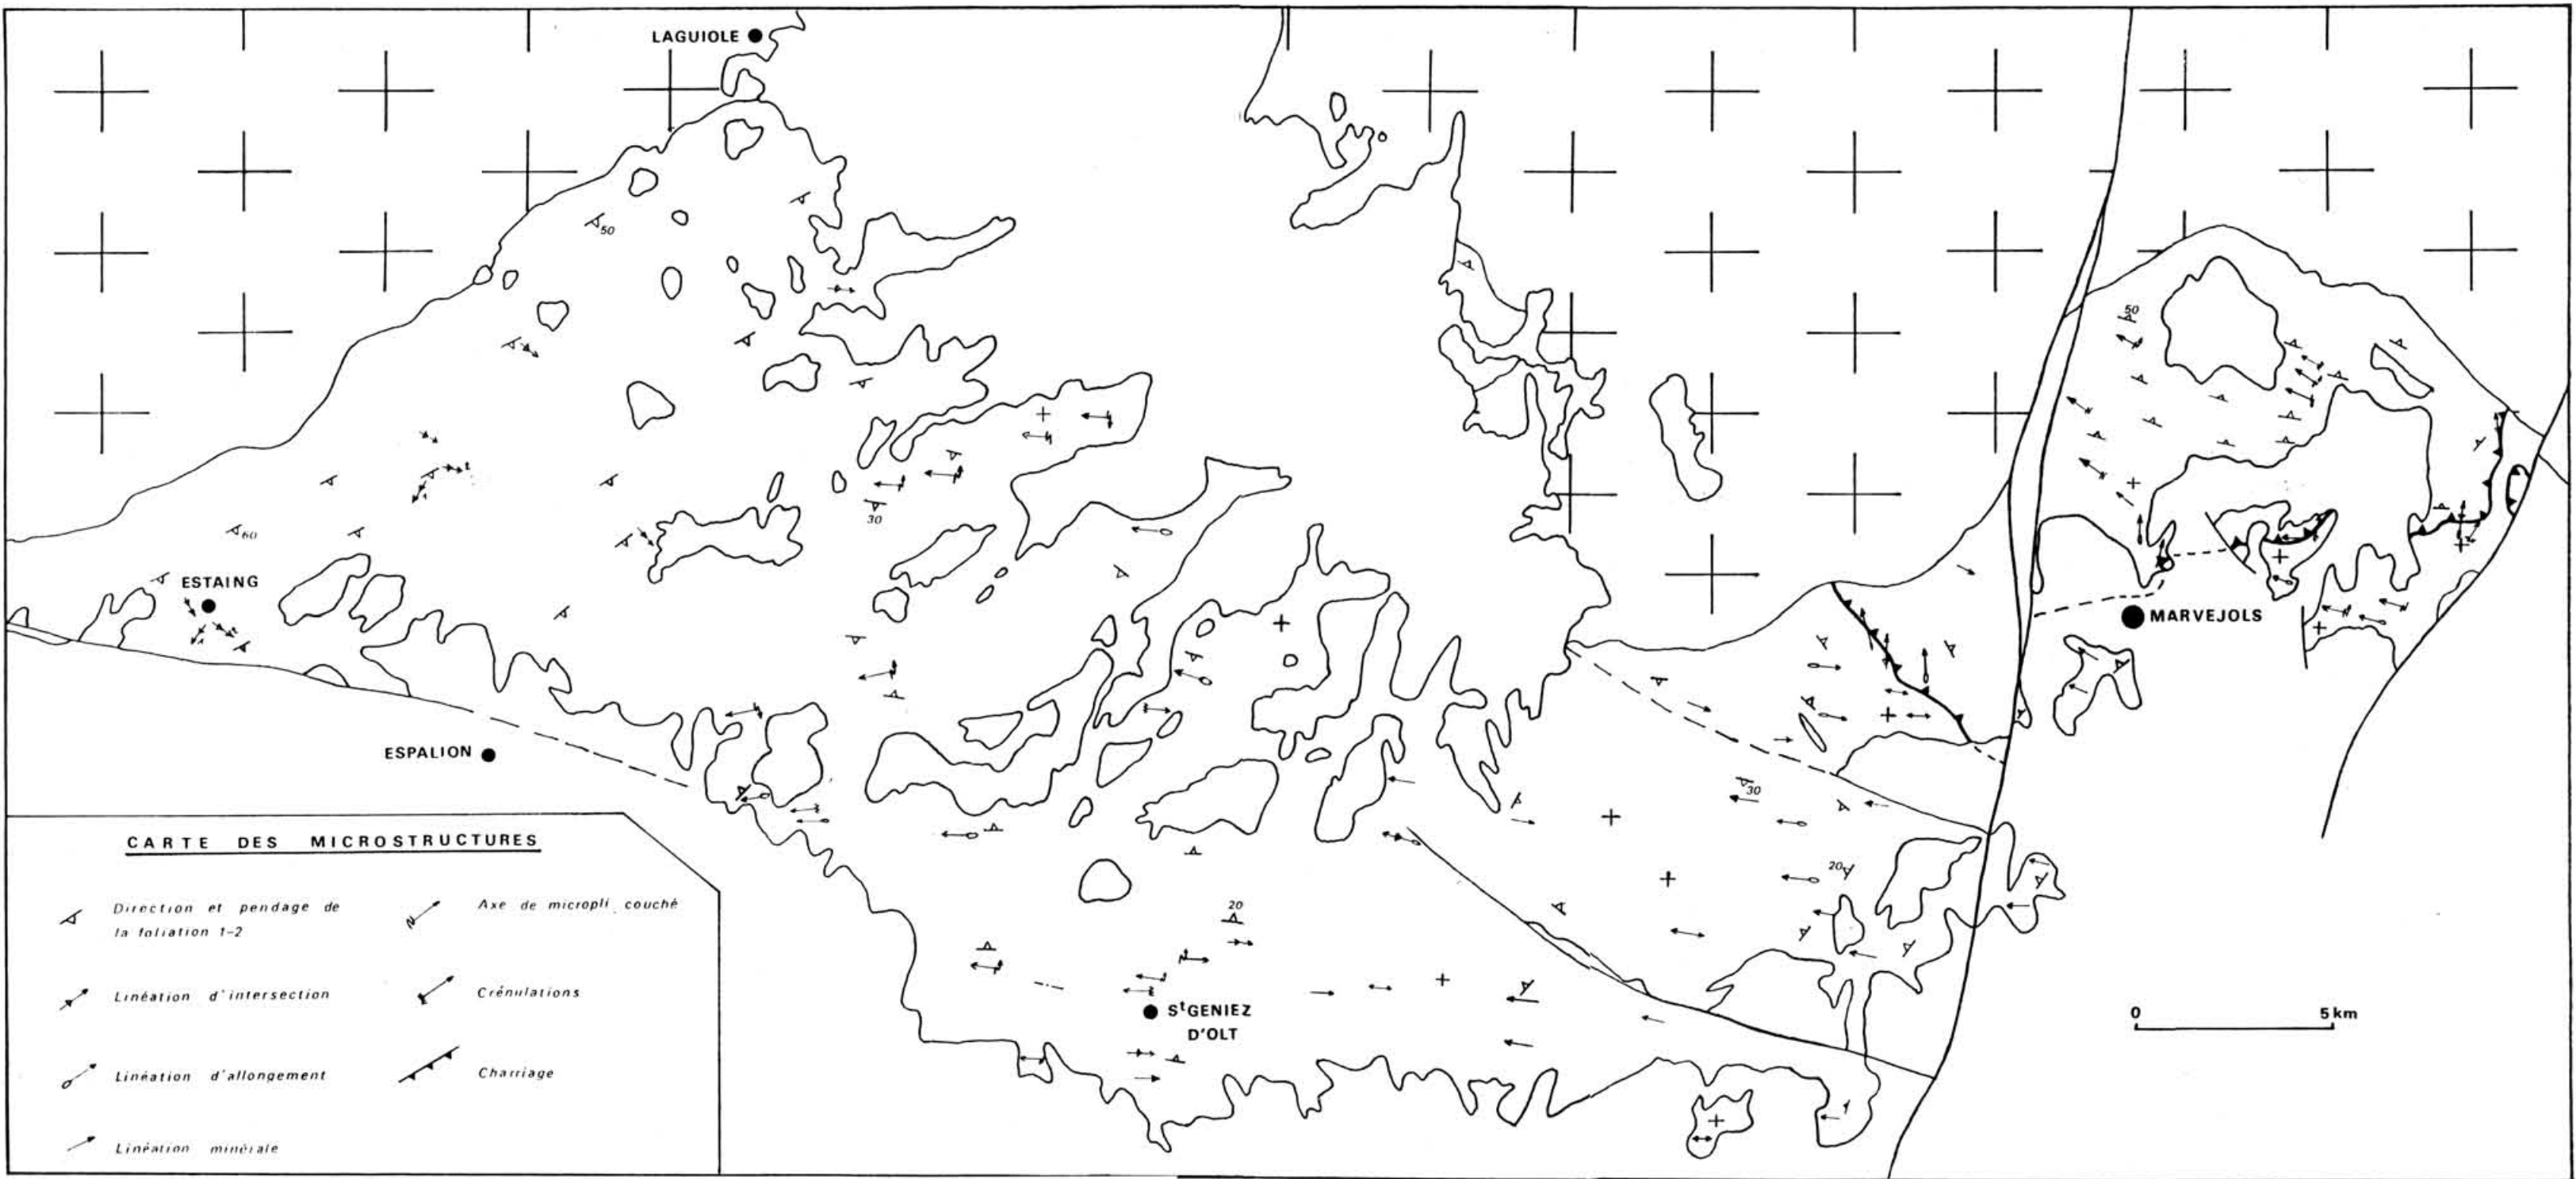 LAGUIOLE
50
50
30
60
ESTAING
MARVEJOLS
ESPALION
30
20
20
StGENIEZ
D'OLT
0 5 km
CARTE DES MICROSTRUCTURES
Direction et pendage de
la foliation 1-2
Axe de micropli couché
Linéation d'intersection
Crénulations
Linéation d'allongement
Charriage
Linéation minérale